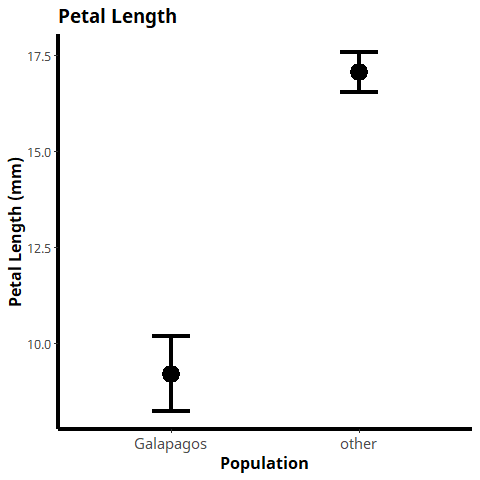 Petal Length
17.5
15.0
12.5
10.0
Petal Length (mm)
Galapagos other
Population